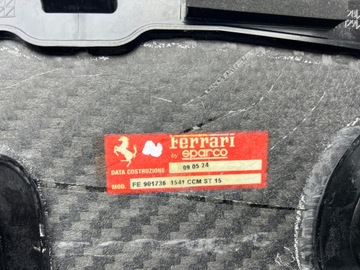 Ferrari
by sparco
DATA COSTRUZIONE 09 05 24
MOD. FE 901736 1541 CCM ST 15